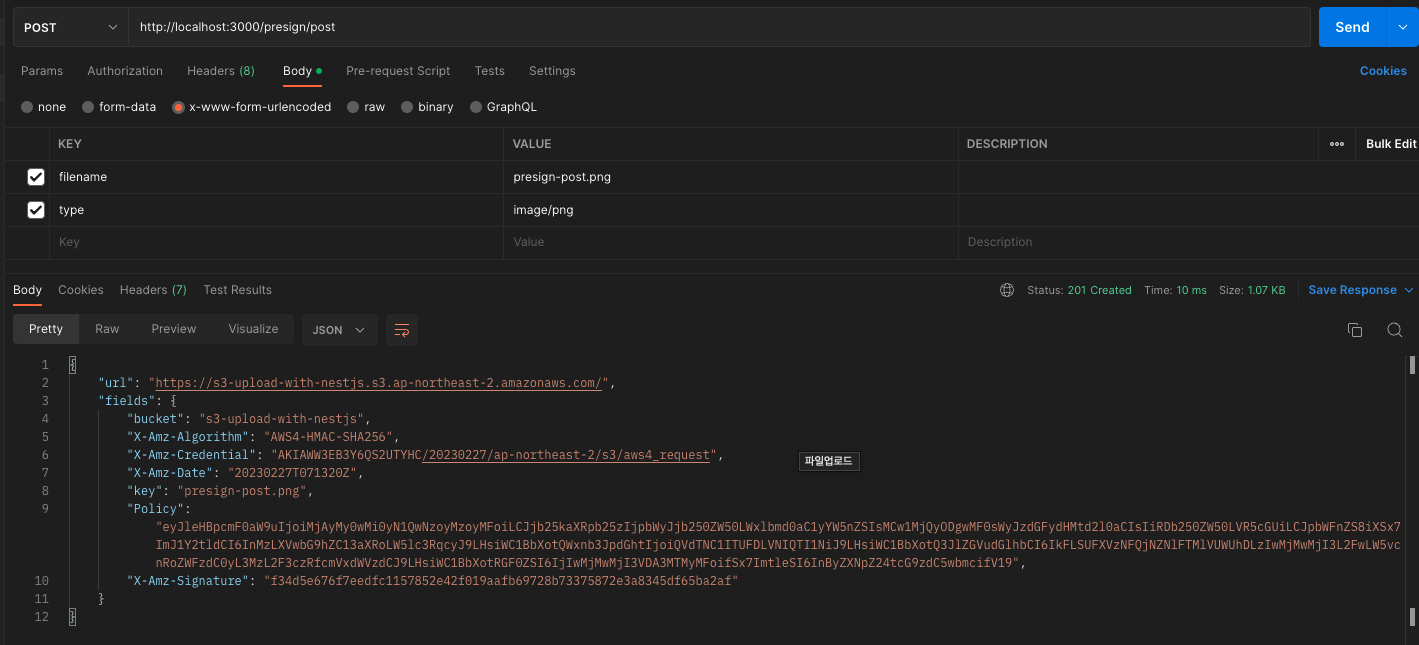 POST http://localhost:3000/presign/post Send
Params Authorization Headers (8) Body Pre-request Script Tests Settings Cookies
none form-data x-www-form-urlencoded raw binary GraphQL
KEY VALUE DESCRIPTION Bulk Edit
filename presign-post.png
type image/png
Key Value Description
Body Cookies Headers (7) Test Results Status: 201 Created Time: 10 ms Size: 1.07 KB Save Response
Pretty Raw Preview Visualize JSON
1 {
2 "url": "https://s3-upload-with-nestjs.s3.ap-northeast-2.amazonaws.com/",
3 "fields": {
4 "bucket": "s3-upload-with-nestjs",
5 "X-Amz-Algorithm": "AWS4-HMAC-SHA256",
6 "X-Amz-Credential": "AKIAWW3EB3Y6QS2UTYHC/20230227/ap-northeast-2/s3/aws4_request",
파일업로드
7 "X-Amz-Date": "20230227T071320Z",
8 "key": "presign-post.png",
9 "Policy":
"eyJleHBpcmF0aW9uIjoiMjAyMy0wMi0yN1QwNzoyMzoyMFoiLCJjb25kaXRpb25zIjpbWyJjb250ZW50LWxlbmd0aC1yYW5nZSIsMCw1MjQyODgwMF0sWyJzdGFydHMtd2l0aCIsIiRDb250ZW50LVR5cGUiLCJpbWFnZS8iXSx7
ImJ1Y2tldCI6InMzLXVwbG9hZC13aXRoLW5lc3RqcyJ9LHsiWC1BbXotQWxnb3JpdGhtIjoiQVdTNC1ITUFDLVNIQTI1NiJ9LHsiWC1BbXotQ3JlZGVudGlhbCI6IkFLSUFXVzNFQjNZNlFTMlVUWUhDLzIwMjMwMjI3L2FwLW5vc
nRoZWFzdC0yL3MzL2F3czRfcmVxdWVzdCJ9LHsiWC1BbXotRGF0ZSI6IjIwMjMwMjI3VDA3MTMyMFoifSx7ImtleSI6InByZXNpZ24tcG9zdC5wbmcifV19",
10 "X-Amz-Signature": "f34d5e676f7eedfc1157852e42f019aafb69728b73375872e3a8345df65ba2af"
11 }
12 }